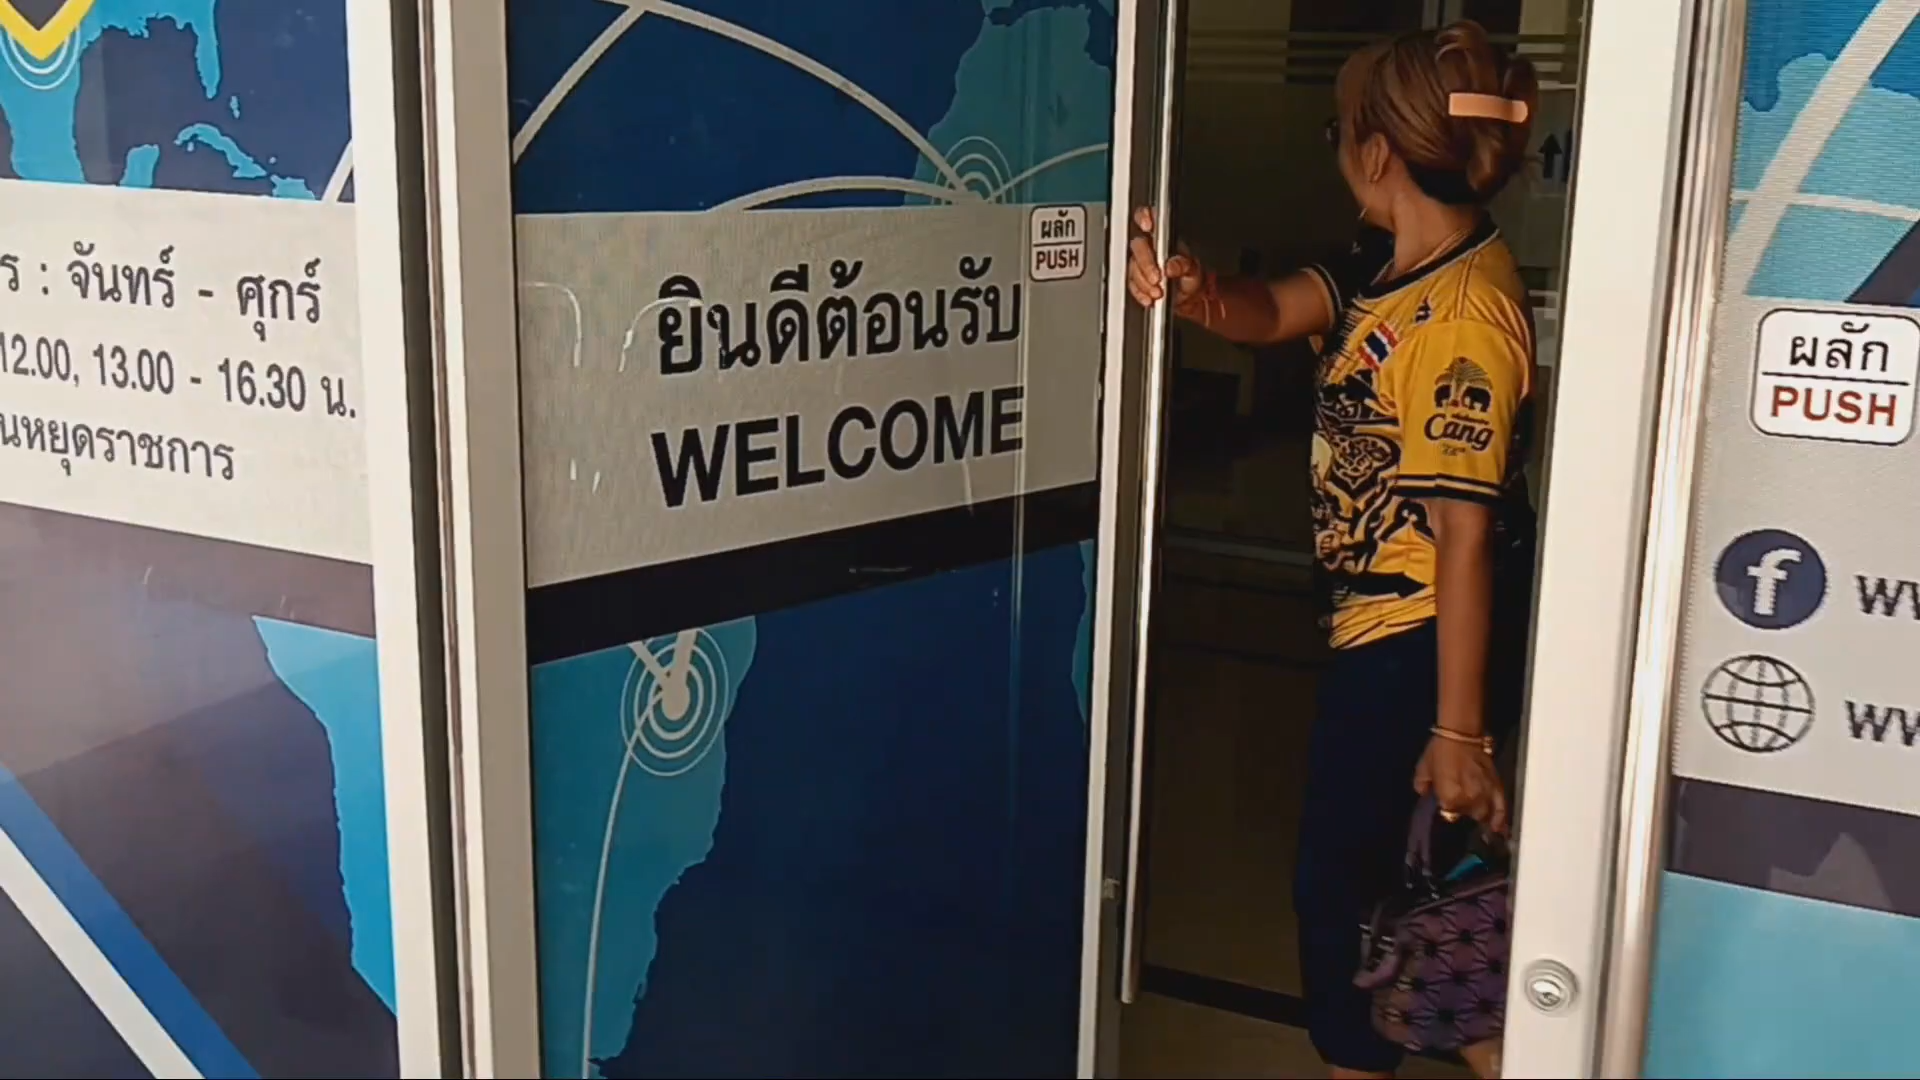 ร : จันทร์ - ศุกร์
12.00, 13.00 - 16.30 น.
นหยุดราชการ
ผลัก
PUSH
ยินดีต้อนรับ
WELCOME
Cang
ผลัก
PUSH
f